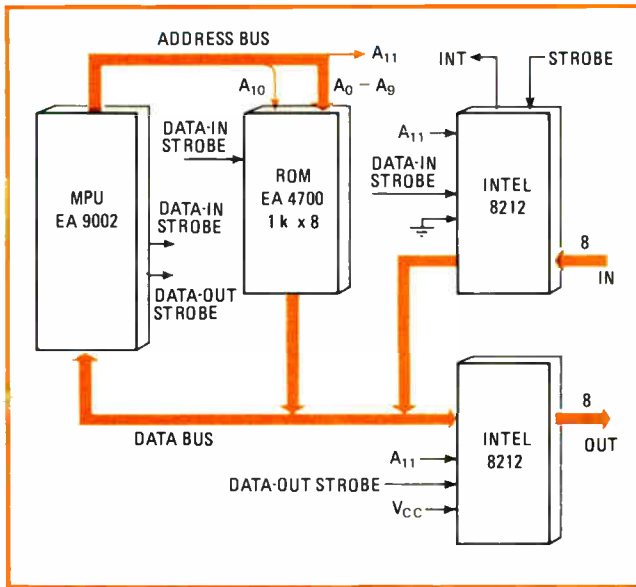 ADDRESS BUS
A₁₁
A₁₀
A₀ – A₉
INT
STROBE
MPU
EA 9002
DATA-IN
STROBE
DATA-OUT
STROBE
DATA-IN
STROBE
ROM
EA 4700
1 k x 8
A₁₁
DATA-IN
STROBE
INTEL
8212
8
IN
DATA BUS
A₁₁
DATA-OUT STROBE
V_CC
INTEL
8212
8
OUT